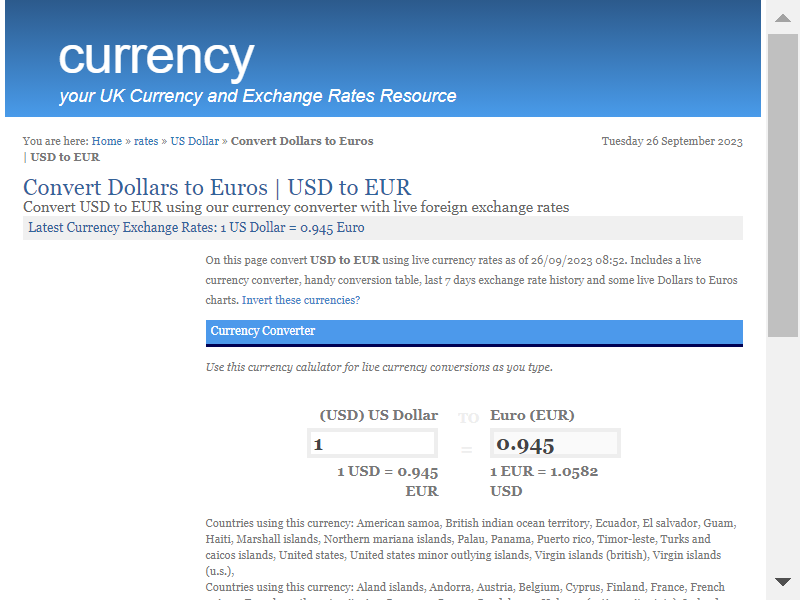 currency
your UK Currency and Exchange Rates Resource
You are here: Home » rates » US Dollar » Convert Dollars to Euros
| USD to EUR
Tuesday 26 September 2023
Convert Dollars to Euros | USD to EUR
Convert USD to EUR using our currency converter with live foreign exchange rates
Latest Currency Exchange Rates: 1 US Dollar = 0.945 Euro
On this page convert USD to EUR using live currency rates as of 26/09/2023 08:52. Includes a live
currency converter, handy conversion table, last 7 days exchange rate history and some live Dollars to Euros
charts. Invert these currencies?
Currency Converter
Use this currency calulator for live currency conversions as you type.
(USD) US Dollar TO Euro (EUR)
1 = 0.945
1 USD = 0.945
EUR
1 EUR = 1.0582
USD
Countries using this currency: American samoa, British indian ocean territory, Ecuador, El salvador, Guam,
Haiti, Marshall islands, Northern mariana islands, Palau, Panama, Puerto rico, Timor-leste, Turks and
caicos islands, United states, United states minor outlying islands, Virgin islands (british), Virgin islands
(u.s.),
Countries using this currency: Aland islands, Andorra, Austria, Belgium, Cyprus, Finland, France, French